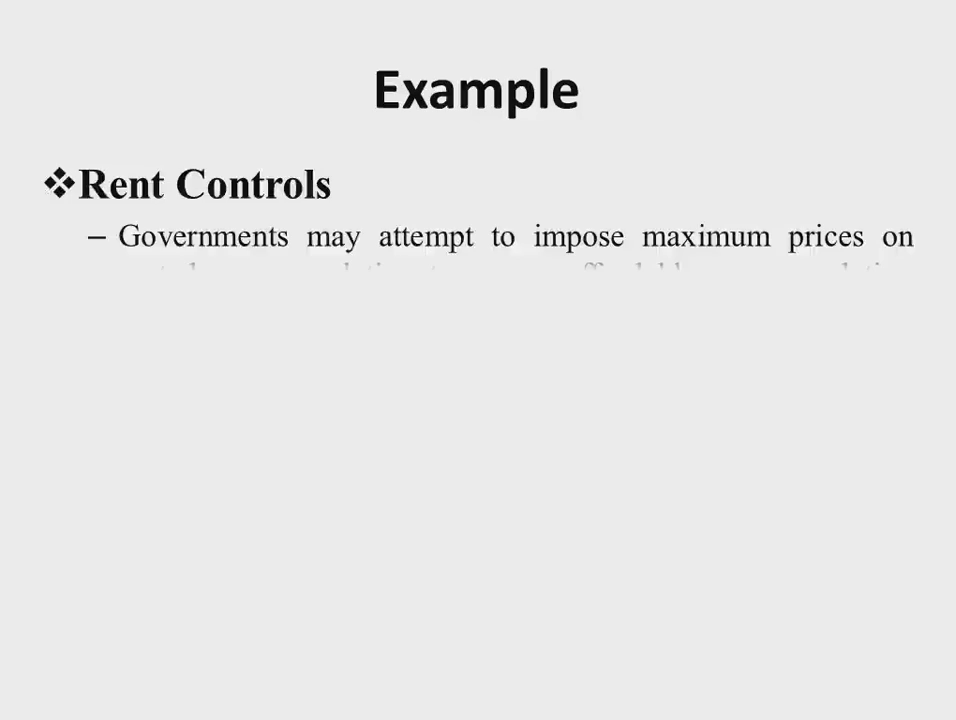 Example
❖Rent Controls
– Governments may attempt to impose maximum prices on